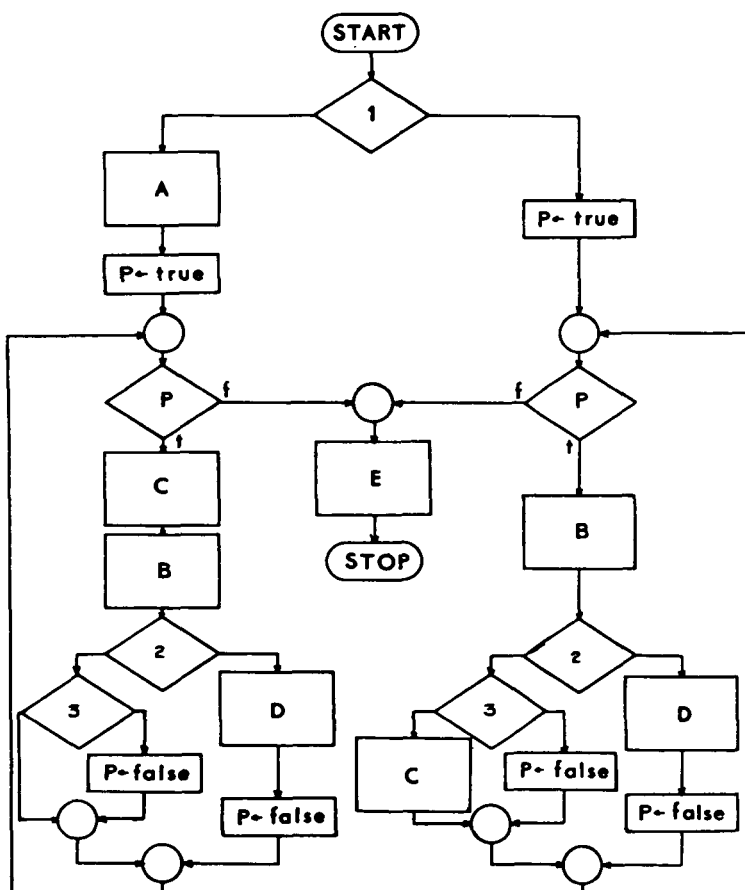 START
1
A
P← true
P← true
P
f
f
P
t
t
C
E
B
B
STOP
2
2
3
D
3
D
P←false
C
P←false
P←false
P←false